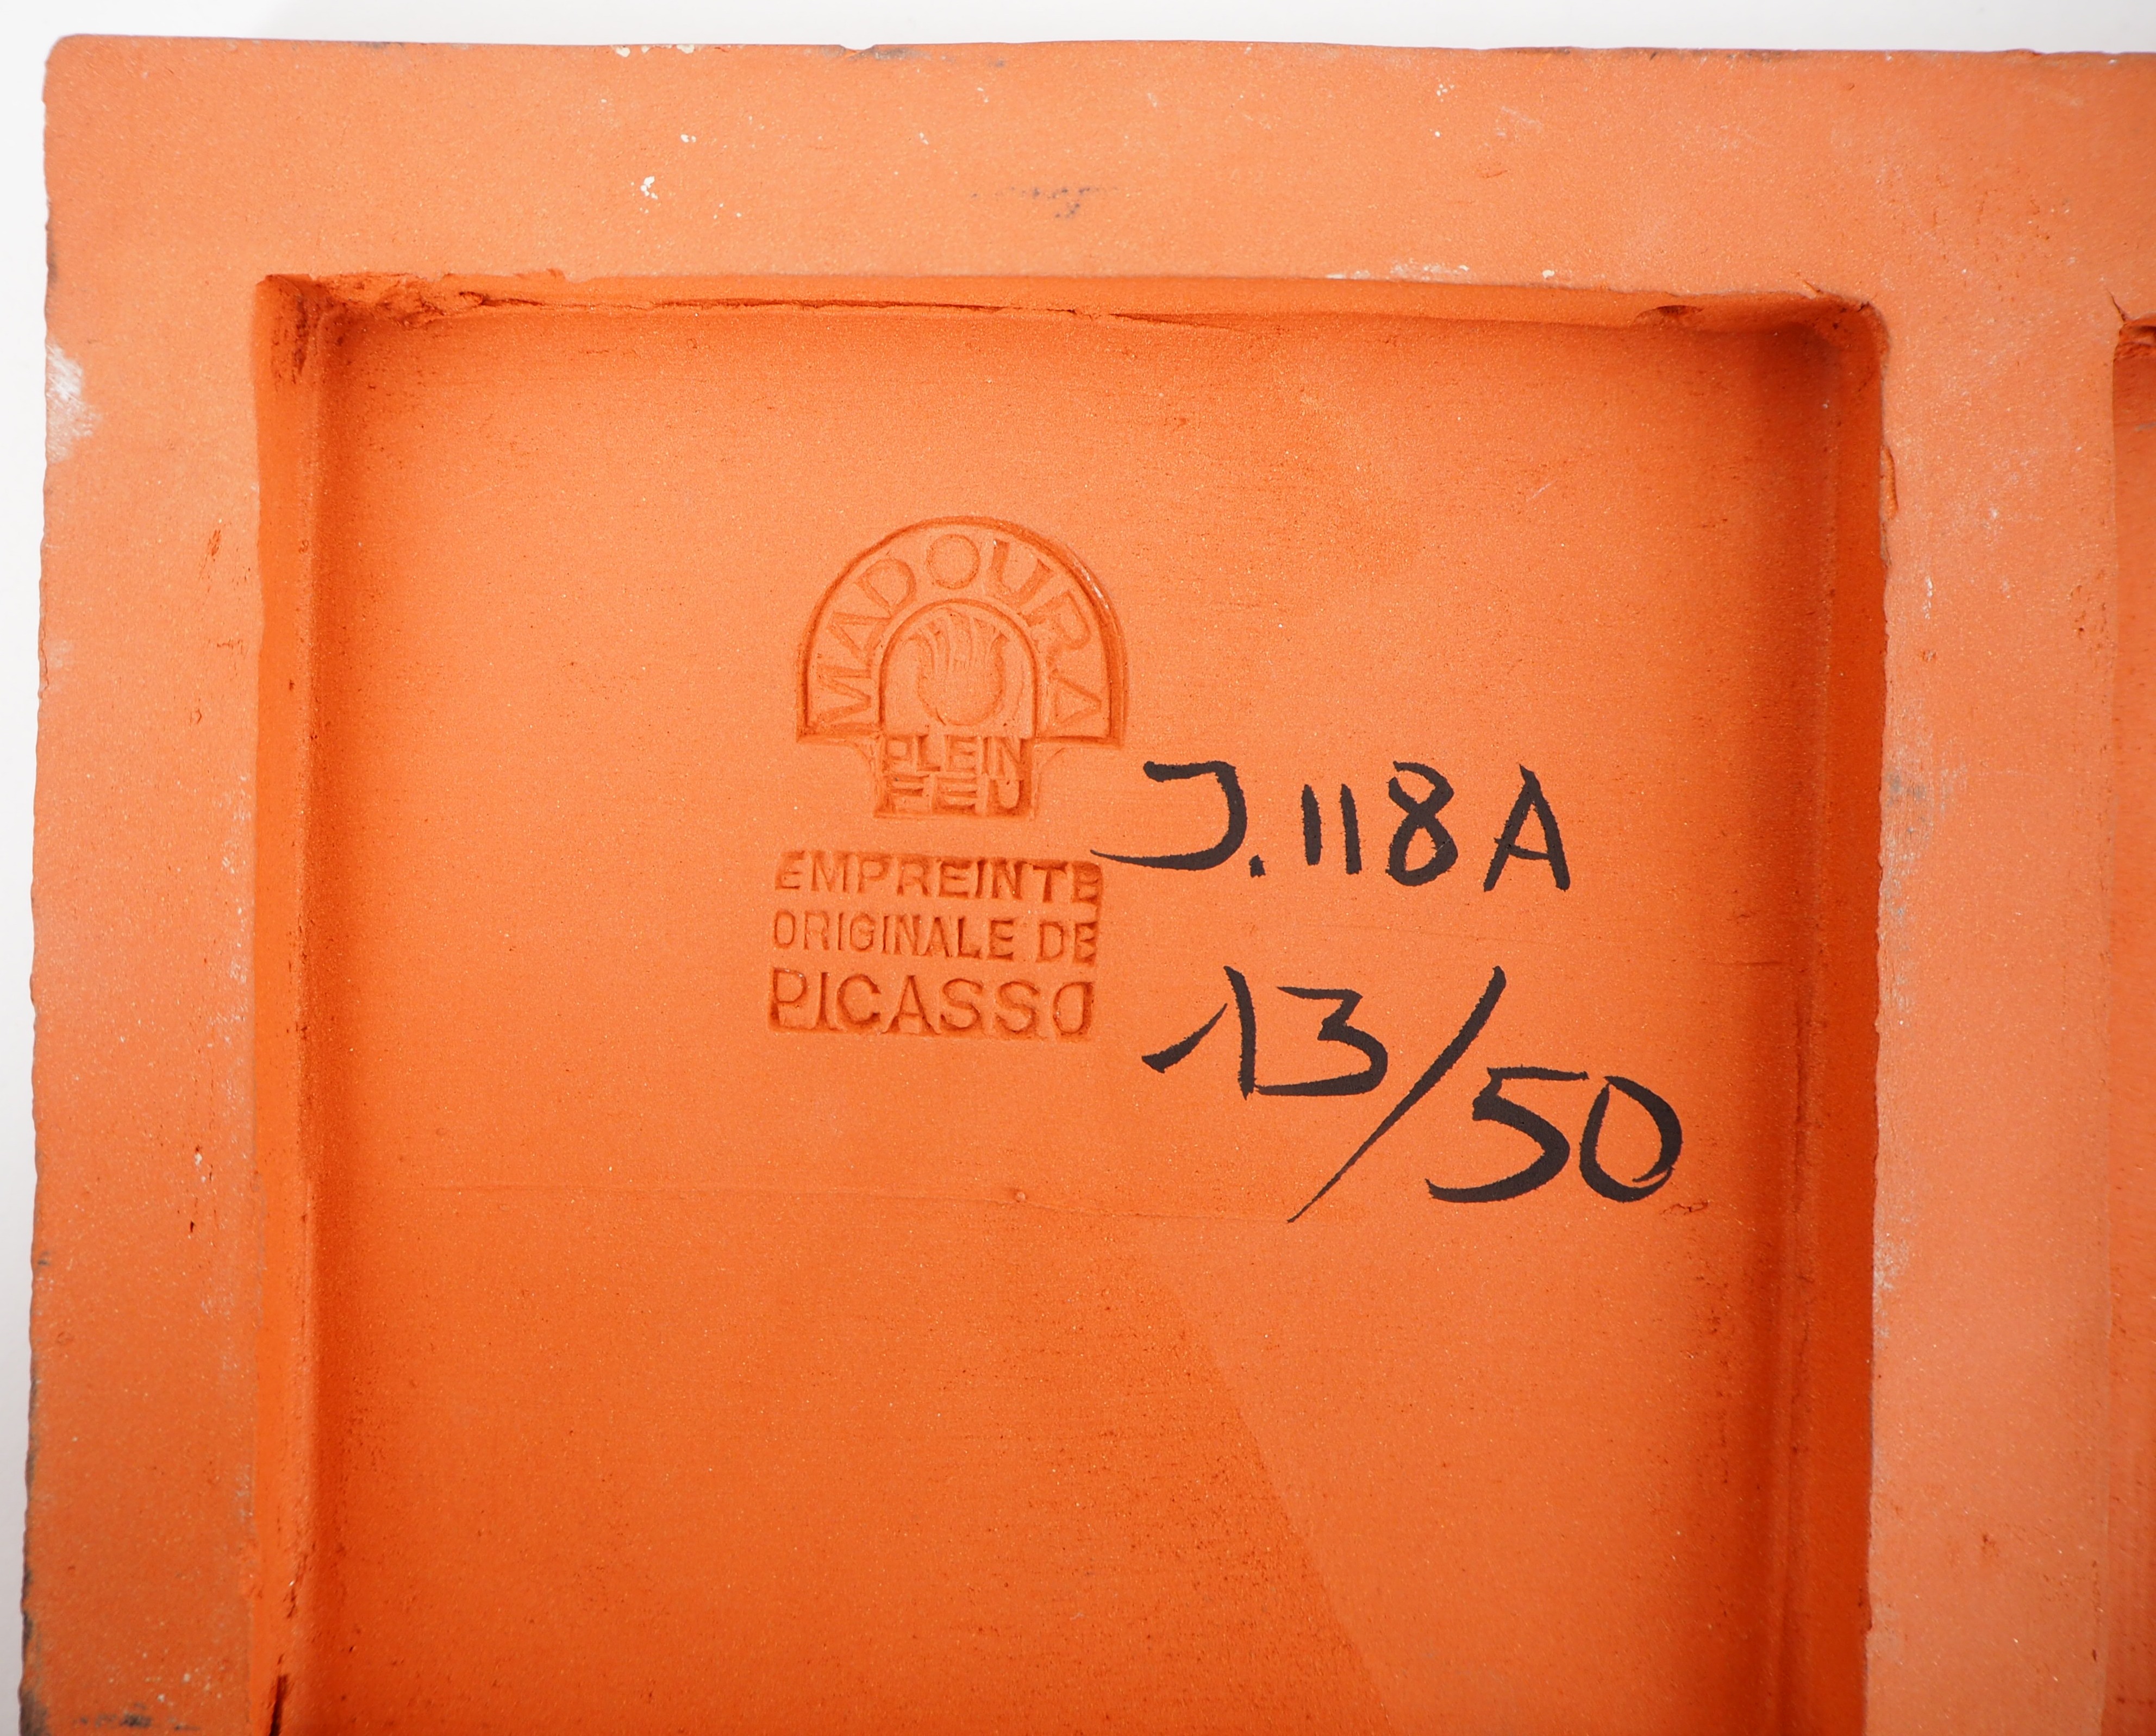 MADOURA
PLEIN
FEU
J.118A
EMPREINTE
ORIGINALE DE
PICASSO
13/50